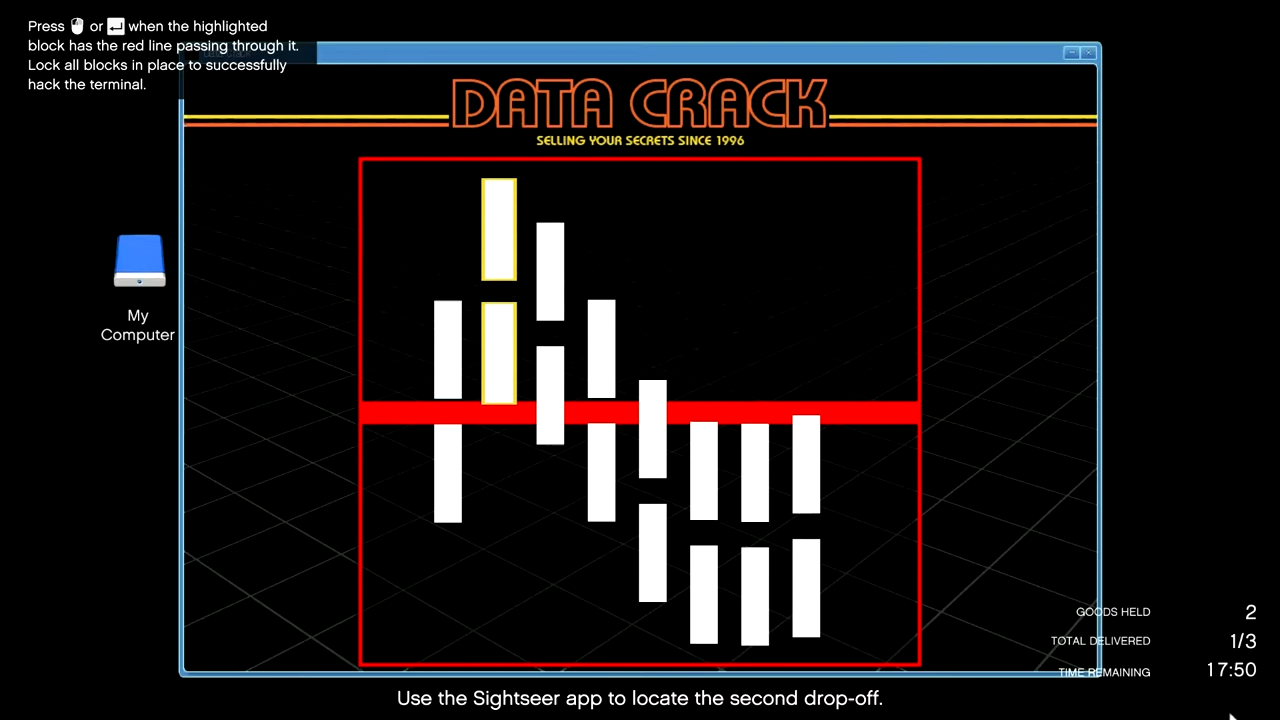 Press or when the highlighted
block has the red line passing through it.
Lock all blocks in place to successfully
hack the terminal.
DATA CRACK
SELLING YOUR SECRETS SINCE 1996
My
Computer
GOODS HELD 2
TOTAL DELIVERED 1/3
TIME REMAINING 17:50
Use the Sightseer app to locate the second drop-off.